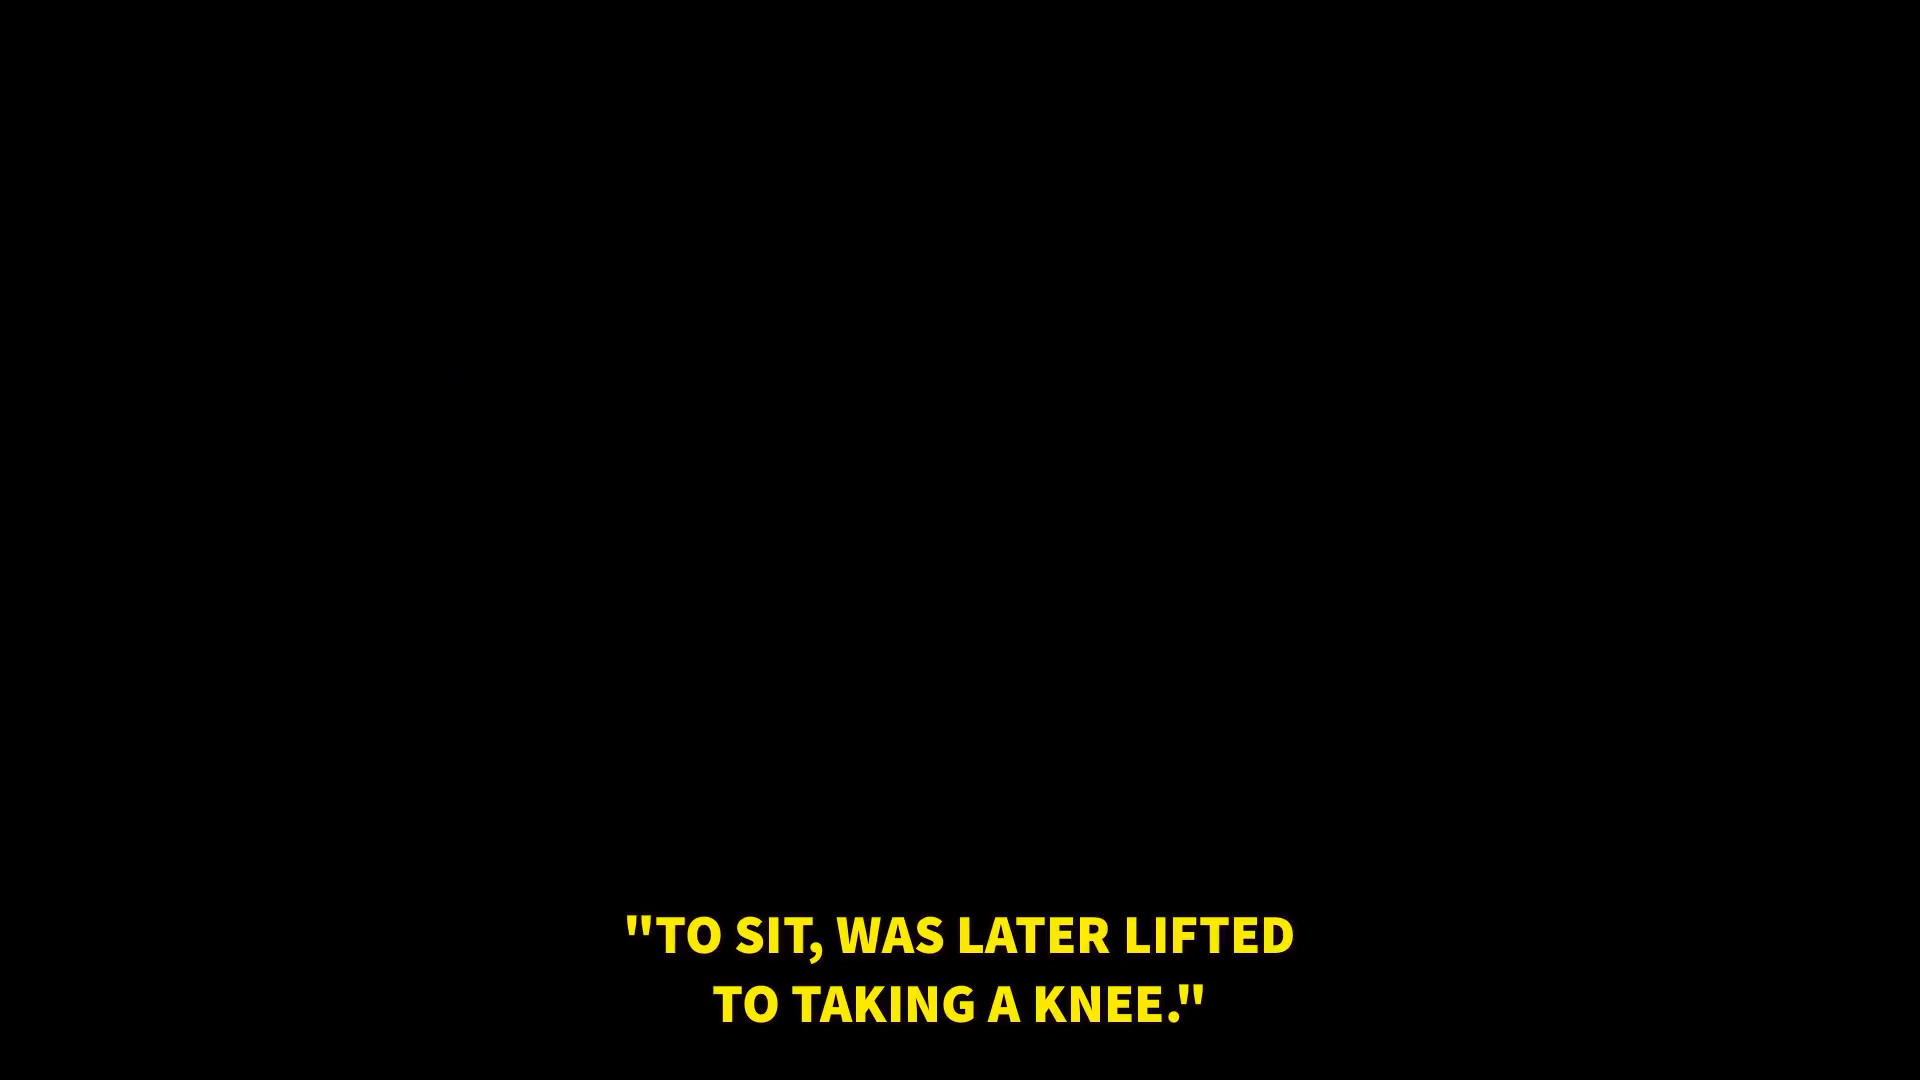 "TO SIT, WAS LATER LIFTED
TO TAKING A KNEE."